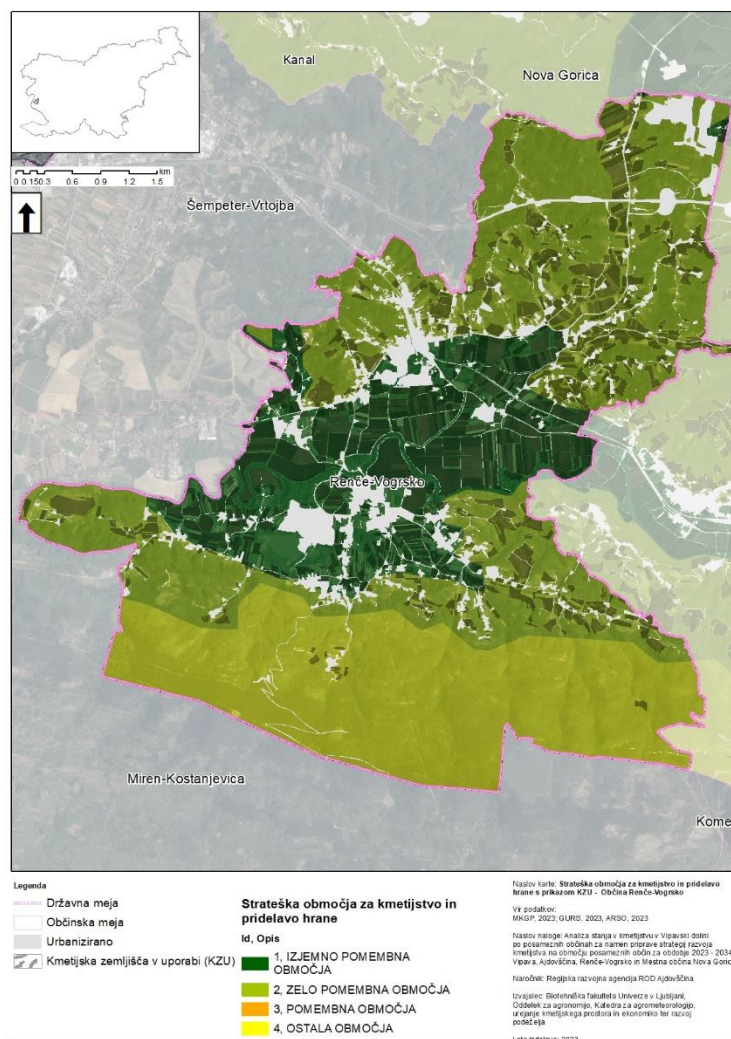 Kanal
Nova Gorica
km
0 0.150.3 0.6 0.9 1.2 1.5
Šempeter-Vrtojba
Renče-Vogrsko
Miren-Kostanjevica
Kome
Legenda
Državna meja
Občinska meja
Urbanizirano
Kmetijska zemljišča v uporabi (KZU)
Strateška območja za kmetijstvo in
pridelavo hrane
Id, Opis
1, IZJEMNO POMEMBNA
OBMOČJA
2, ZELO POMEMBNA OBMOČJA
3, POMEMBNA OBMOČJA
4, OSTALA OBMOČJA
Naslov karte: Strateška območja za kmetijstvo in pridelavo
hrane s prikazom KZU - Občina Renče-Vogrsko
Vir podatkov:
MKGP, 2023; GURS, 2023, ARSO, 2023
Naslov naloge: Analiza stanja v kmetijstvu v Vipavski dolini
po posameznih občinah za namen priprave strategij razvoja
kmetijstva na območju posameznih občin za obdobje 2023 - 2034
Vipava, Ajdovščina, Renče-Vogrsko in Mestna občina Nova Goric
Naročnik: Regijska razvojna agencija ROD Ajdovščina
Izvajalec: Biotehniška fakulteta Univerze v Ljubljani,
Oddelek za agronomijo, Katedra za agrometeorologijo,
urejanje kmetijskega prostora in ekonomiko ter razvoj
podeželja